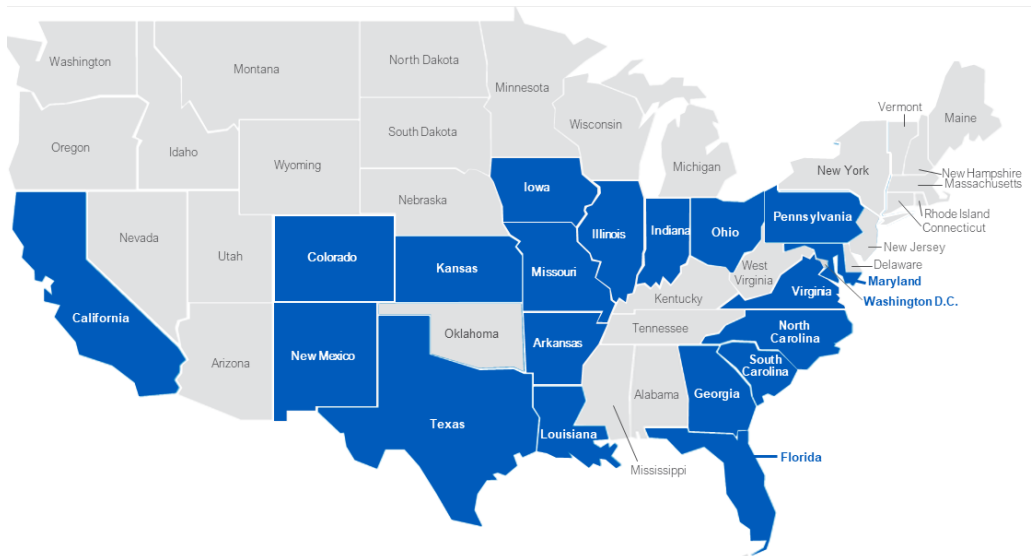 Washington
Montana
North Dakota
Minnesota
Vermont
Maine
Oregon
Idaho
South Dakota
Wisconsin
Michigan
New York
New Hampshire
Massachusetts
Wyoming
Iowa
Nebraska
Pennsylvania
Rhode Island
Connecticut
Nevada
Utah
Colorado
Kansas
Missouri
Illinois
Indiana
Ohio
New Jersey
West
Virginia
Delaware
Maryland
Virginia
Washington D.C.
Kentucky
California
Oklahoma
Tennessee
North
Carolina
Arizona
New Mexico
Arkansas
South
Carolina
Alabama
Georgia
Texas
Louisiana
Mississippi
Florida